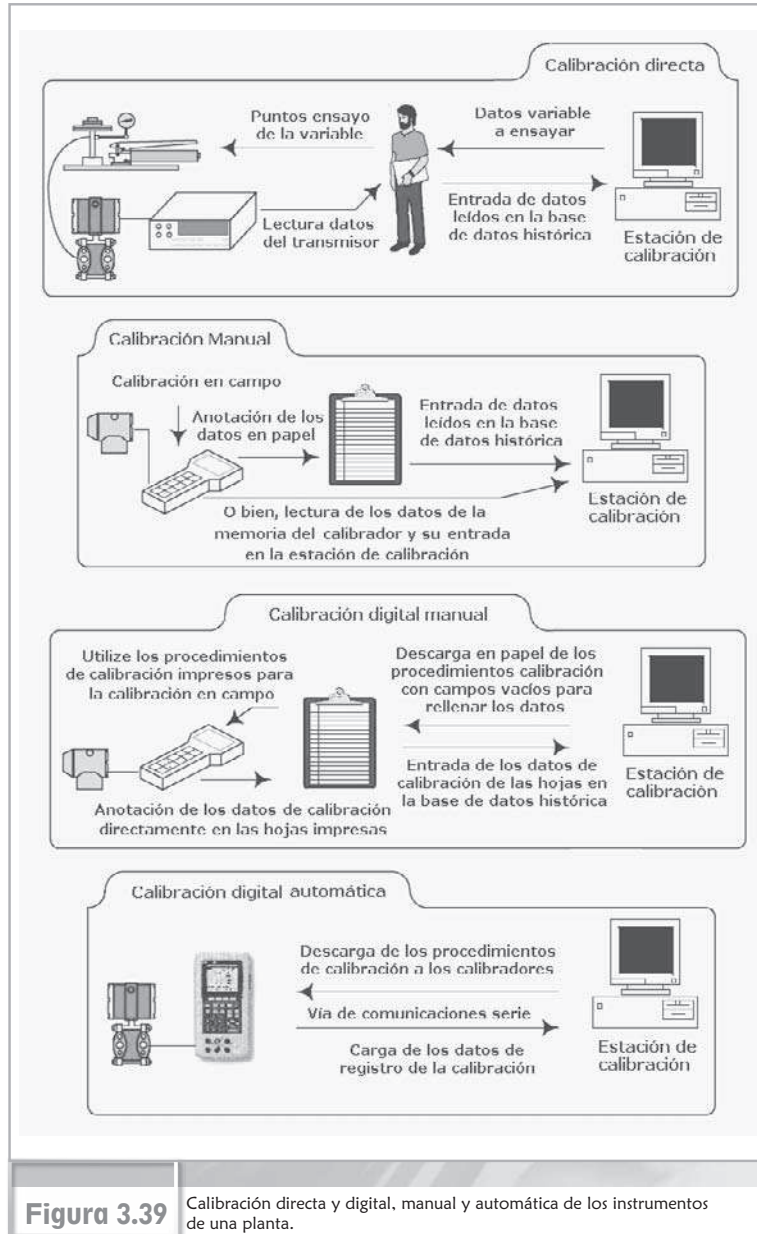 Calibración directa
Puntos ensayo
de la variable
Datos variable
a ensayar
Lectura datos
del transmisor
Entrada de datos
leídos en la base
de datos histórica
Estación de
calibración
Calibración Manual
Calibración en campo
Anotación de los
datos en papel
Entrada de datos
leídos en la base
de datos histórica
O bien, lectura de los datos de la
memoria del calibrador y su entrada
en la estación de calibración
Estación de
calibración
Calibración digital manual
Utilize los procedimientos
de calibración impresos para
la calibración en campo
Descarga en papel de los
procedimientos calibración
con campos vacíos para
rellenar los datos
Entrada de los datos de
calibración de las hojas en
la base de datos histórica
Anotación de los datos de calibración
directamente en las hojas impresas
Estación de
calibración
Calibración digital automática
Descarga de los procedimientos
de calibración a los calibradores
Vía de comunicaciones serie
Carga de los datos de
registro de la calibración
Estación de
calibración
Figura 3.39
Calibración directa y digital, manual y automática de los instrumentos
de una planta.